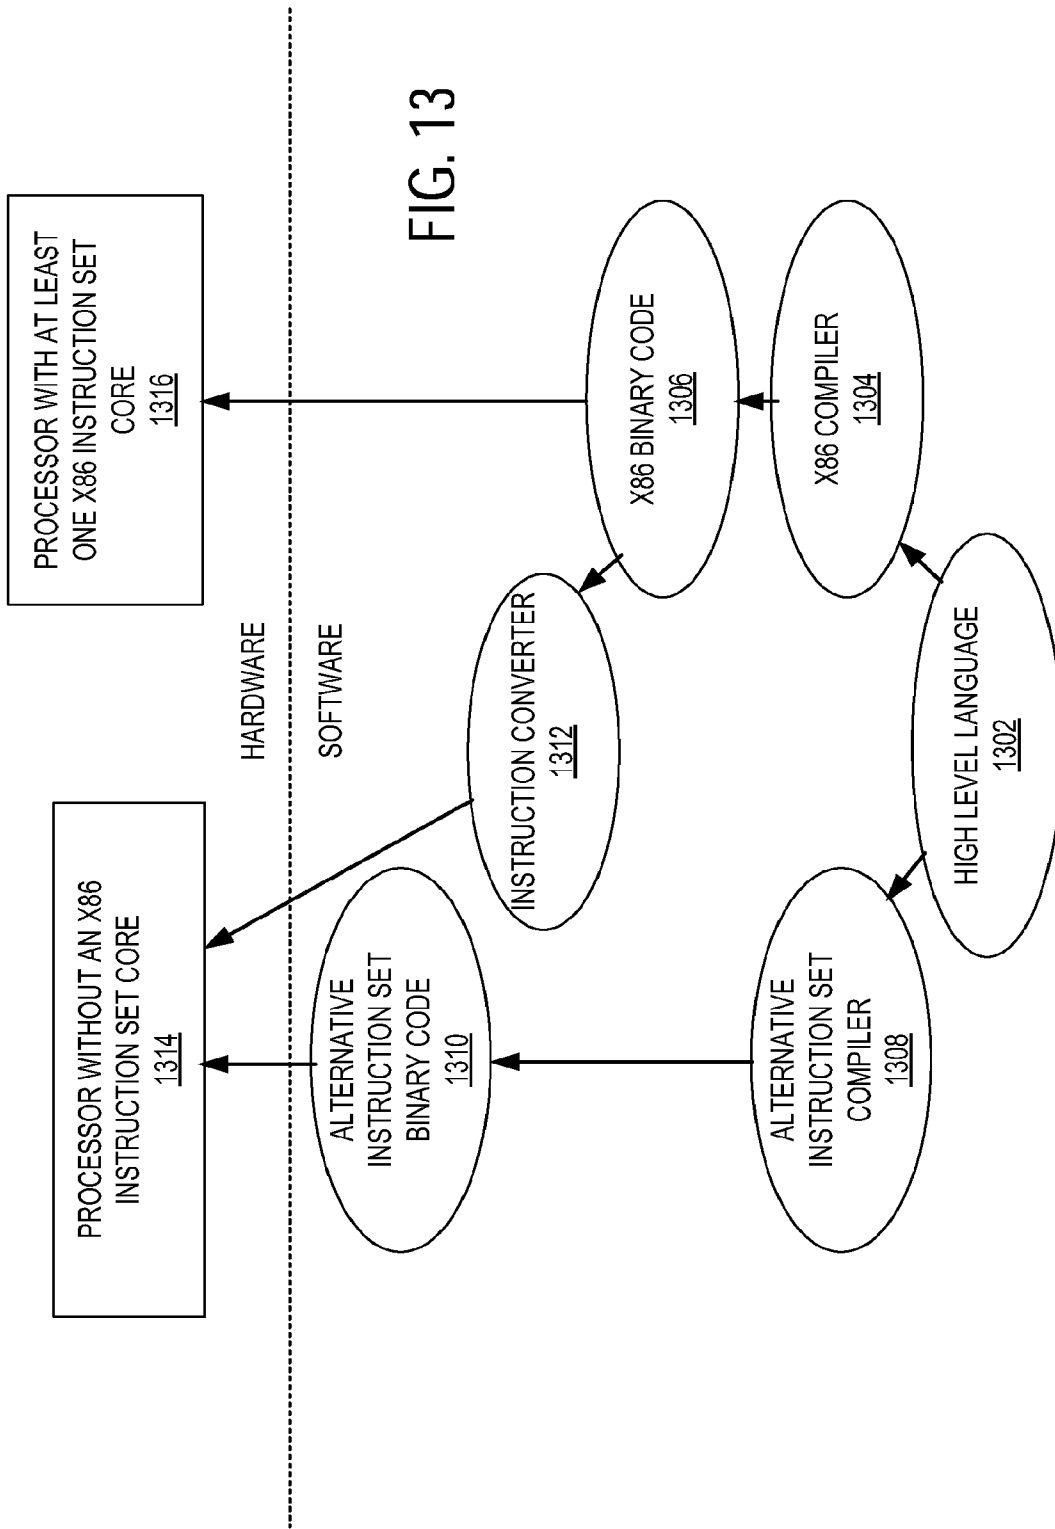 PROCESSOR WITHOUT AN X86
INSTRUCTION SET CORE
1314
PROCESSOR WITH AT LEAST
ONE X86 INSTRUCTION SET
CORE
1316
HARDWARE
SOFTWARE
ALTERNATIVE
INSTRUCTION SET
BINARY CODE
1310
INSTRUCTION CONVERTER
1312
FIG. 13
X86 BINARY CODE
1306
ALTERNATIVE
INSTRUCTION SET
COMPILER
1308
X86 COMPILER
1304
HIGH LEVEL LANGUAGE
1302